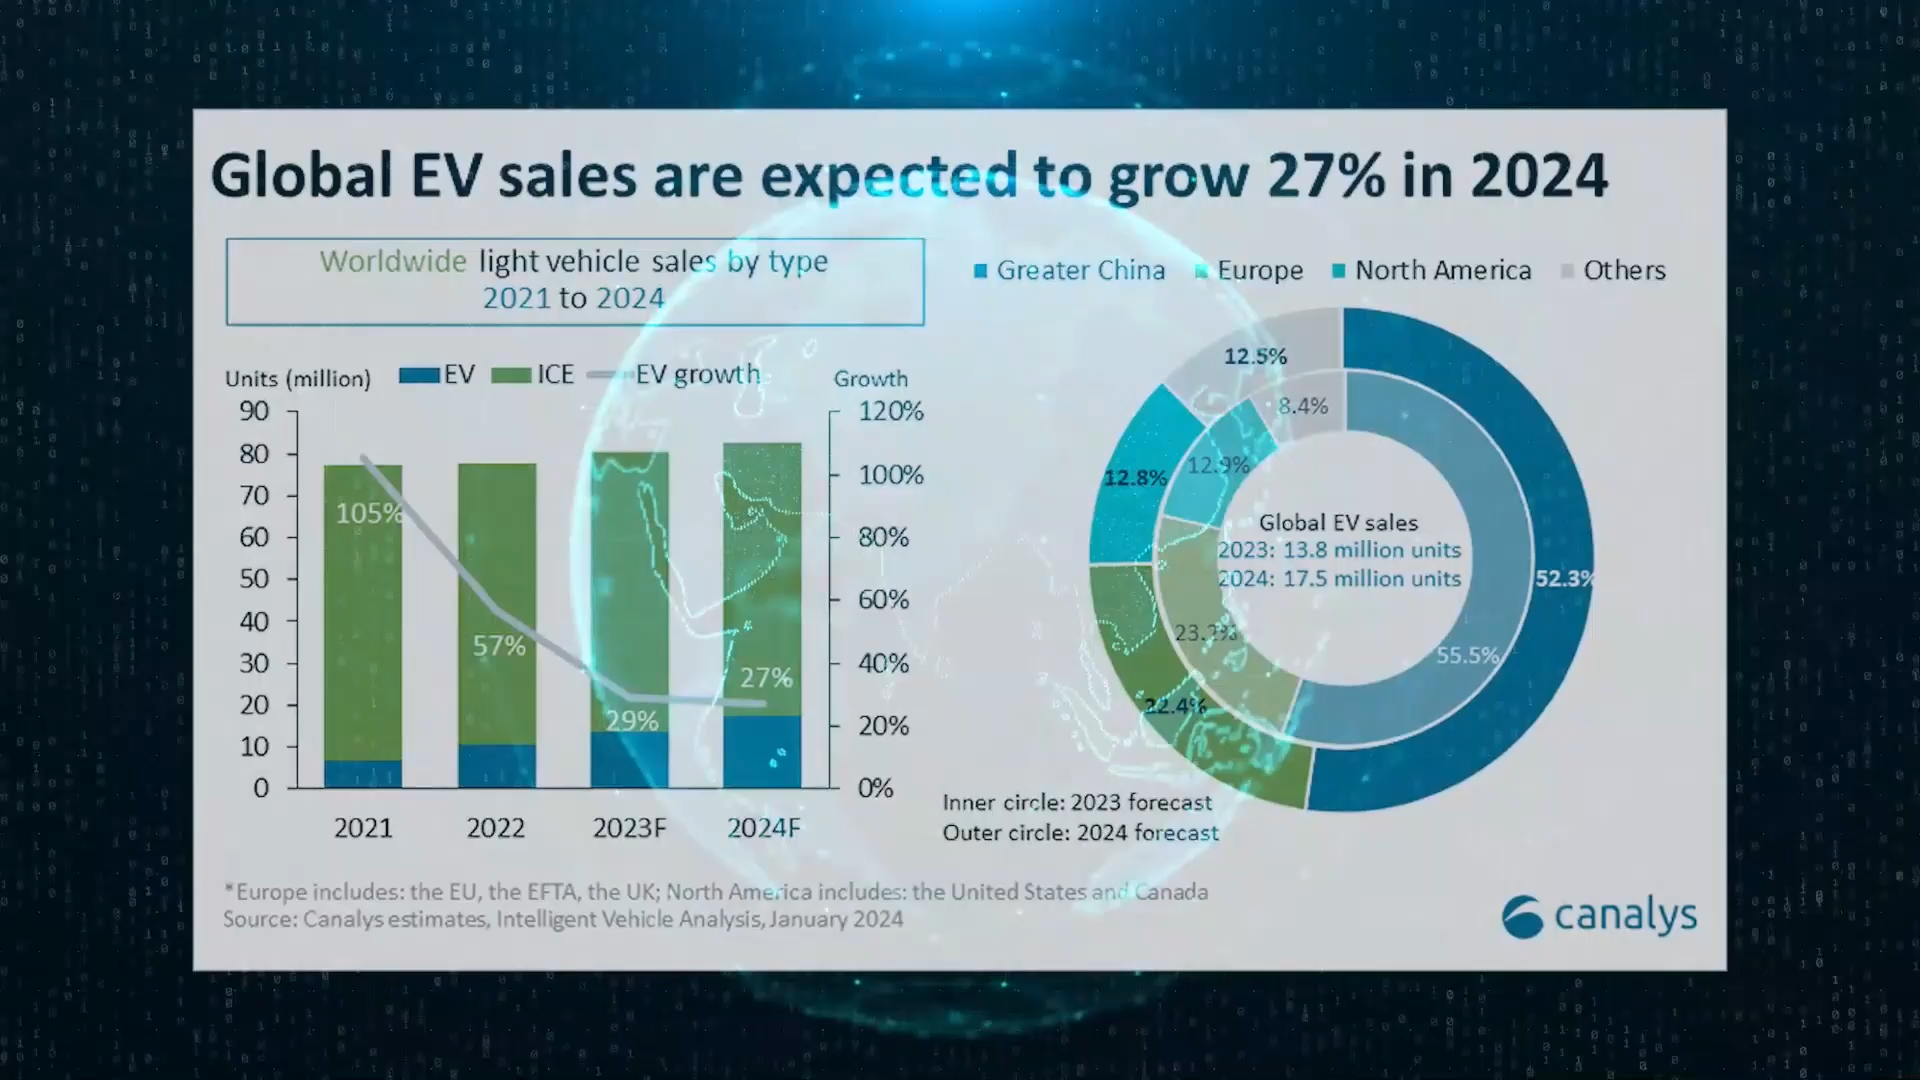 Global EV sales are expected to grow 27% in 2024
Worldwide light vehicle sales by type
2021 to 2024
Units (million)
EV
ICE
EV growth
Growth
90
80
70
60
50
40
30
20
10
0
120%
100%
80%
60%
40%
20%
0%
105%
57%
29%
27%
2021
2022
2023F
2024F
Greater China
Europe
North America
Others
12.5%
8.4%
12.8%
12.9%
Global EV sales
2023: 13.8 million units
2024: 17.5 million units
52.3%
55.5%
22.4%
Inner circle: 2023 forecast
Outer circle: 2024 forecast
*Europe includes: the EU, the EFTA, the UK; North America includes: the United States and Canada
Source: Canalys estimates, Intelligent Vehicle Analysis, January 2024
canalys